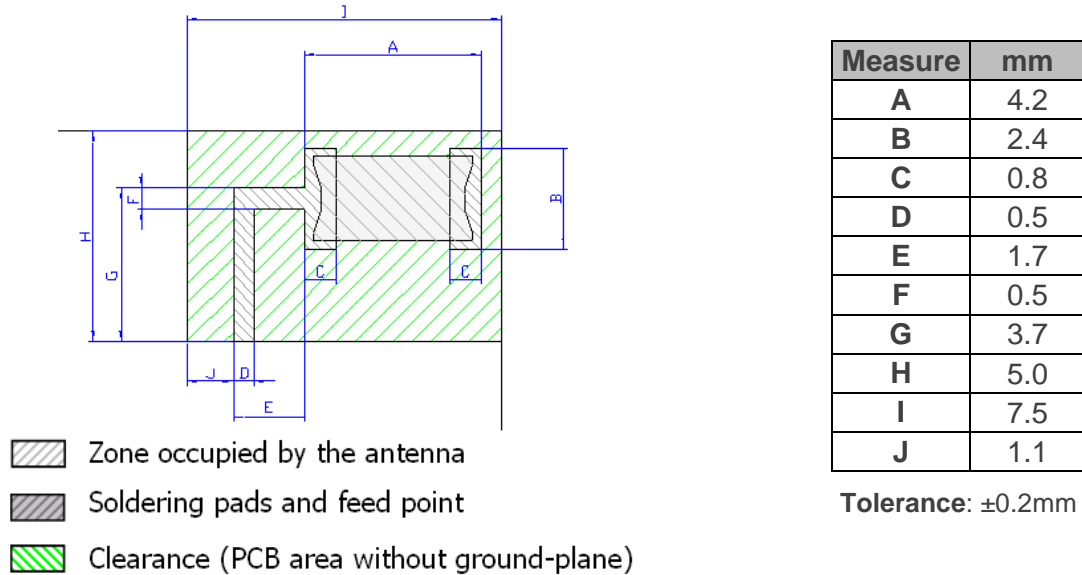 I
A
F
H
G
B
C
C
J
D
E
Zone occupied by the antenna
Soldering pads and feed point
Clearance (PCB area without ground-plane)
Measure mm
A 4.2
B 2.4
C 0.8
D 0.5
E 1.7
F 0.5
G 3.7
H 5.0
I 7.5
J 1.1
Tolerance: ±0.2mm